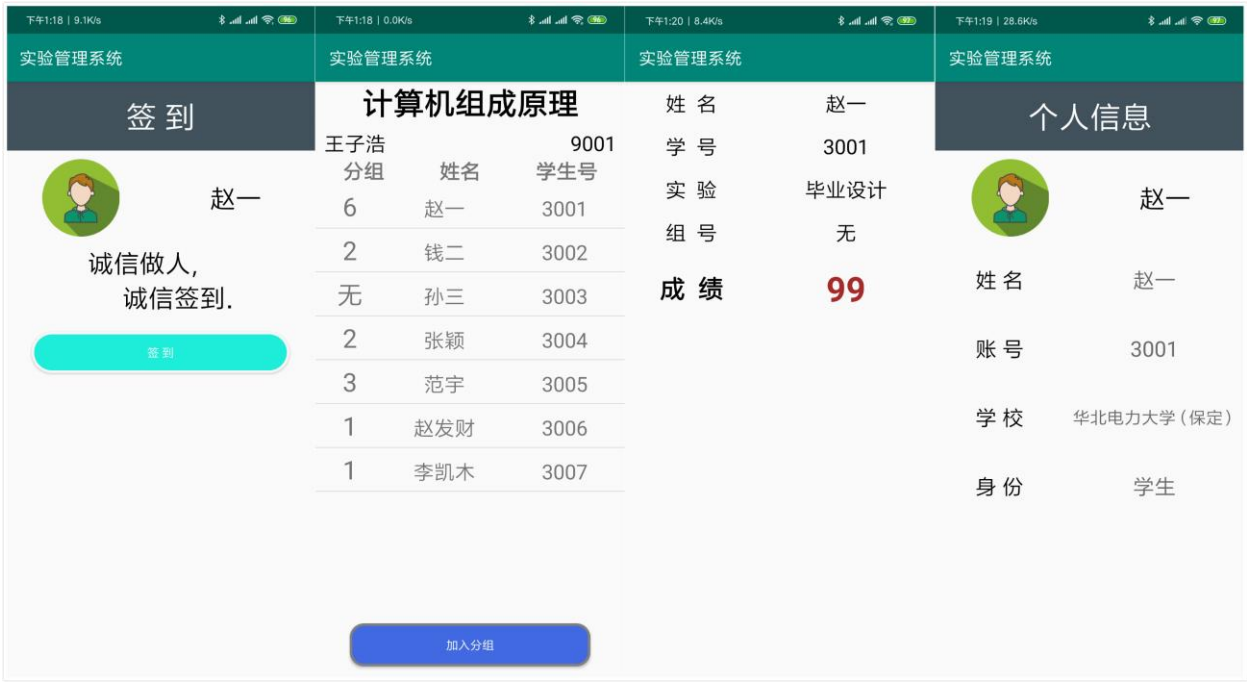 下午1:18 | 9.1K/s 96
实验管理系统
签 到
赵一
诚信做人,
诚信签到.
签 到
下午1:18 | 0.0K/s 96
实验管理系统
计算机组成原理
王子浩 9001
分组 姓名 学生号
6 赵一 3001
2 钱二 3002
无 孙三 3003
2 张颖 3004
3 范宇 3005
1 赵发财 3006
1 李凯木 3007
加入分组
下午1:20 | 8.4K/s 97
实验管理系统
姓 名 赵一
学 号 3001
实 验 毕业设计
组 号 无
成 绩 99
下午1:19 | 28.6K/s 97
实验管理系统
个人信息
赵一
姓 名 赵一
账 号 3001
学 校 华北电力大学(保定)
身 份 学生